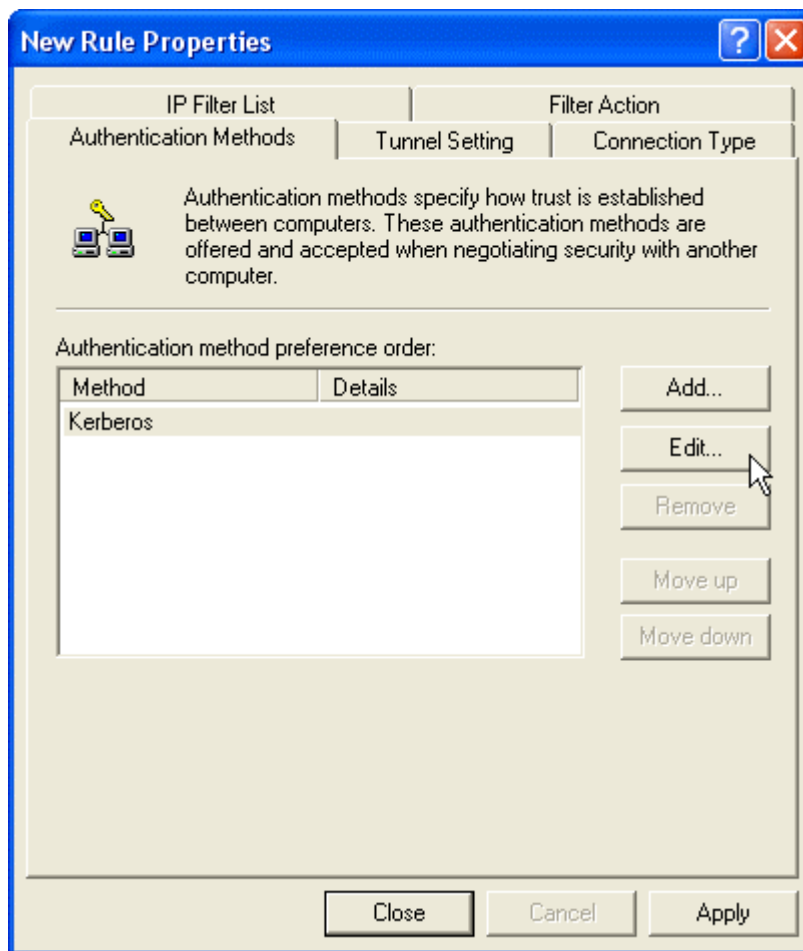 New Rule Properties
IP Filter List
Filter Action
Authentication Methods
Tunnel Setting
Connection Type
Authentication methods specify how trust is established
between computers. These authentication methods are
offered and accepted when negotiating security with another
computer.
Authentication method preference order:
Method
Details
Kerberos
Add...
Edit...
Remove
Move up
Move down
Close
Cancel
Apply